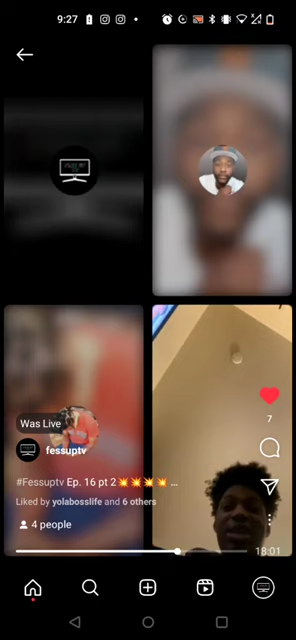 9:27
Was Live
fessuptv
#Fessuptv Ep. 16 pt 2💥💥💥💥 ...
Liked by yolabosslife and 6 others
4 people
7
18:01